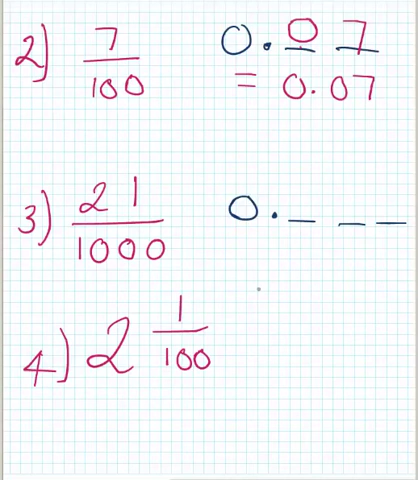 2) 7/100 0.07
= 0.07
3) 21/1000 0._ _ _
4) 2 1/100